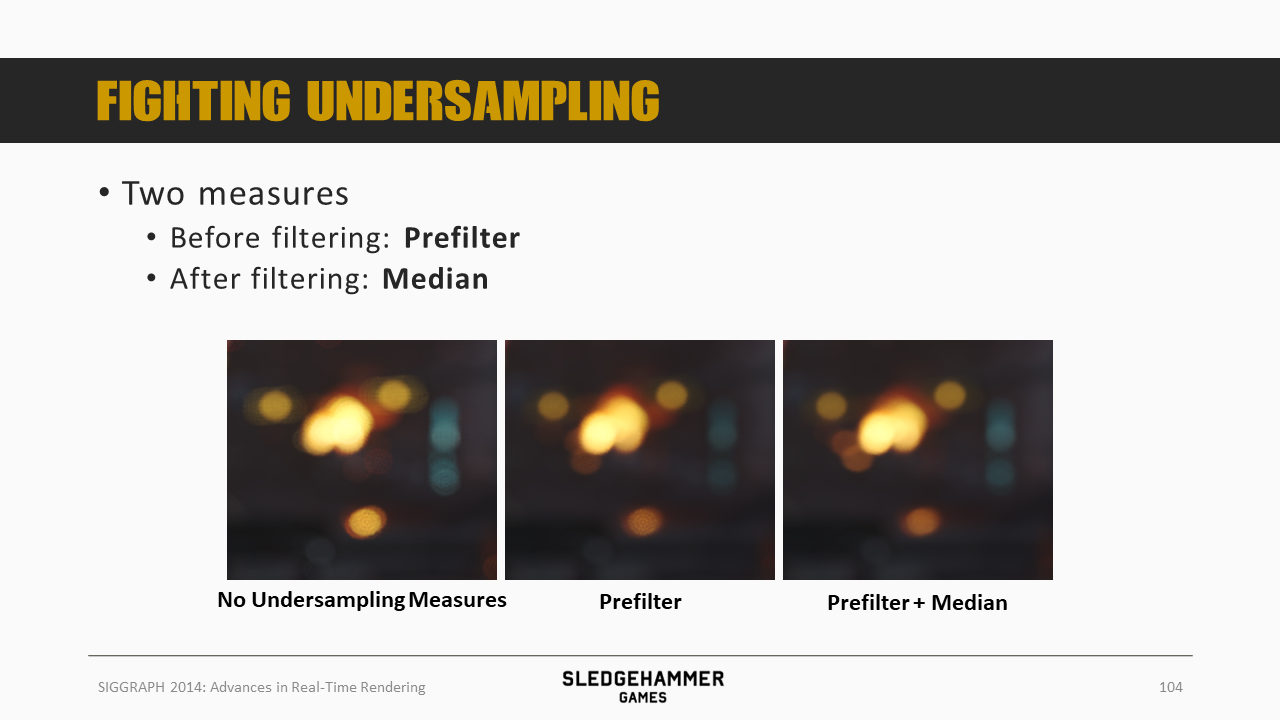 FIGHTING UNDERSAMPLING
• Two measures
• Before filtering: Prefilter
• After filtering: Median
No Undersampling Measures
Prefilter
Prefilter + Median
SIGGRAPH 2014: Advances in Real-Time Rendering
SLEDGEHAMMER
GAMES
104